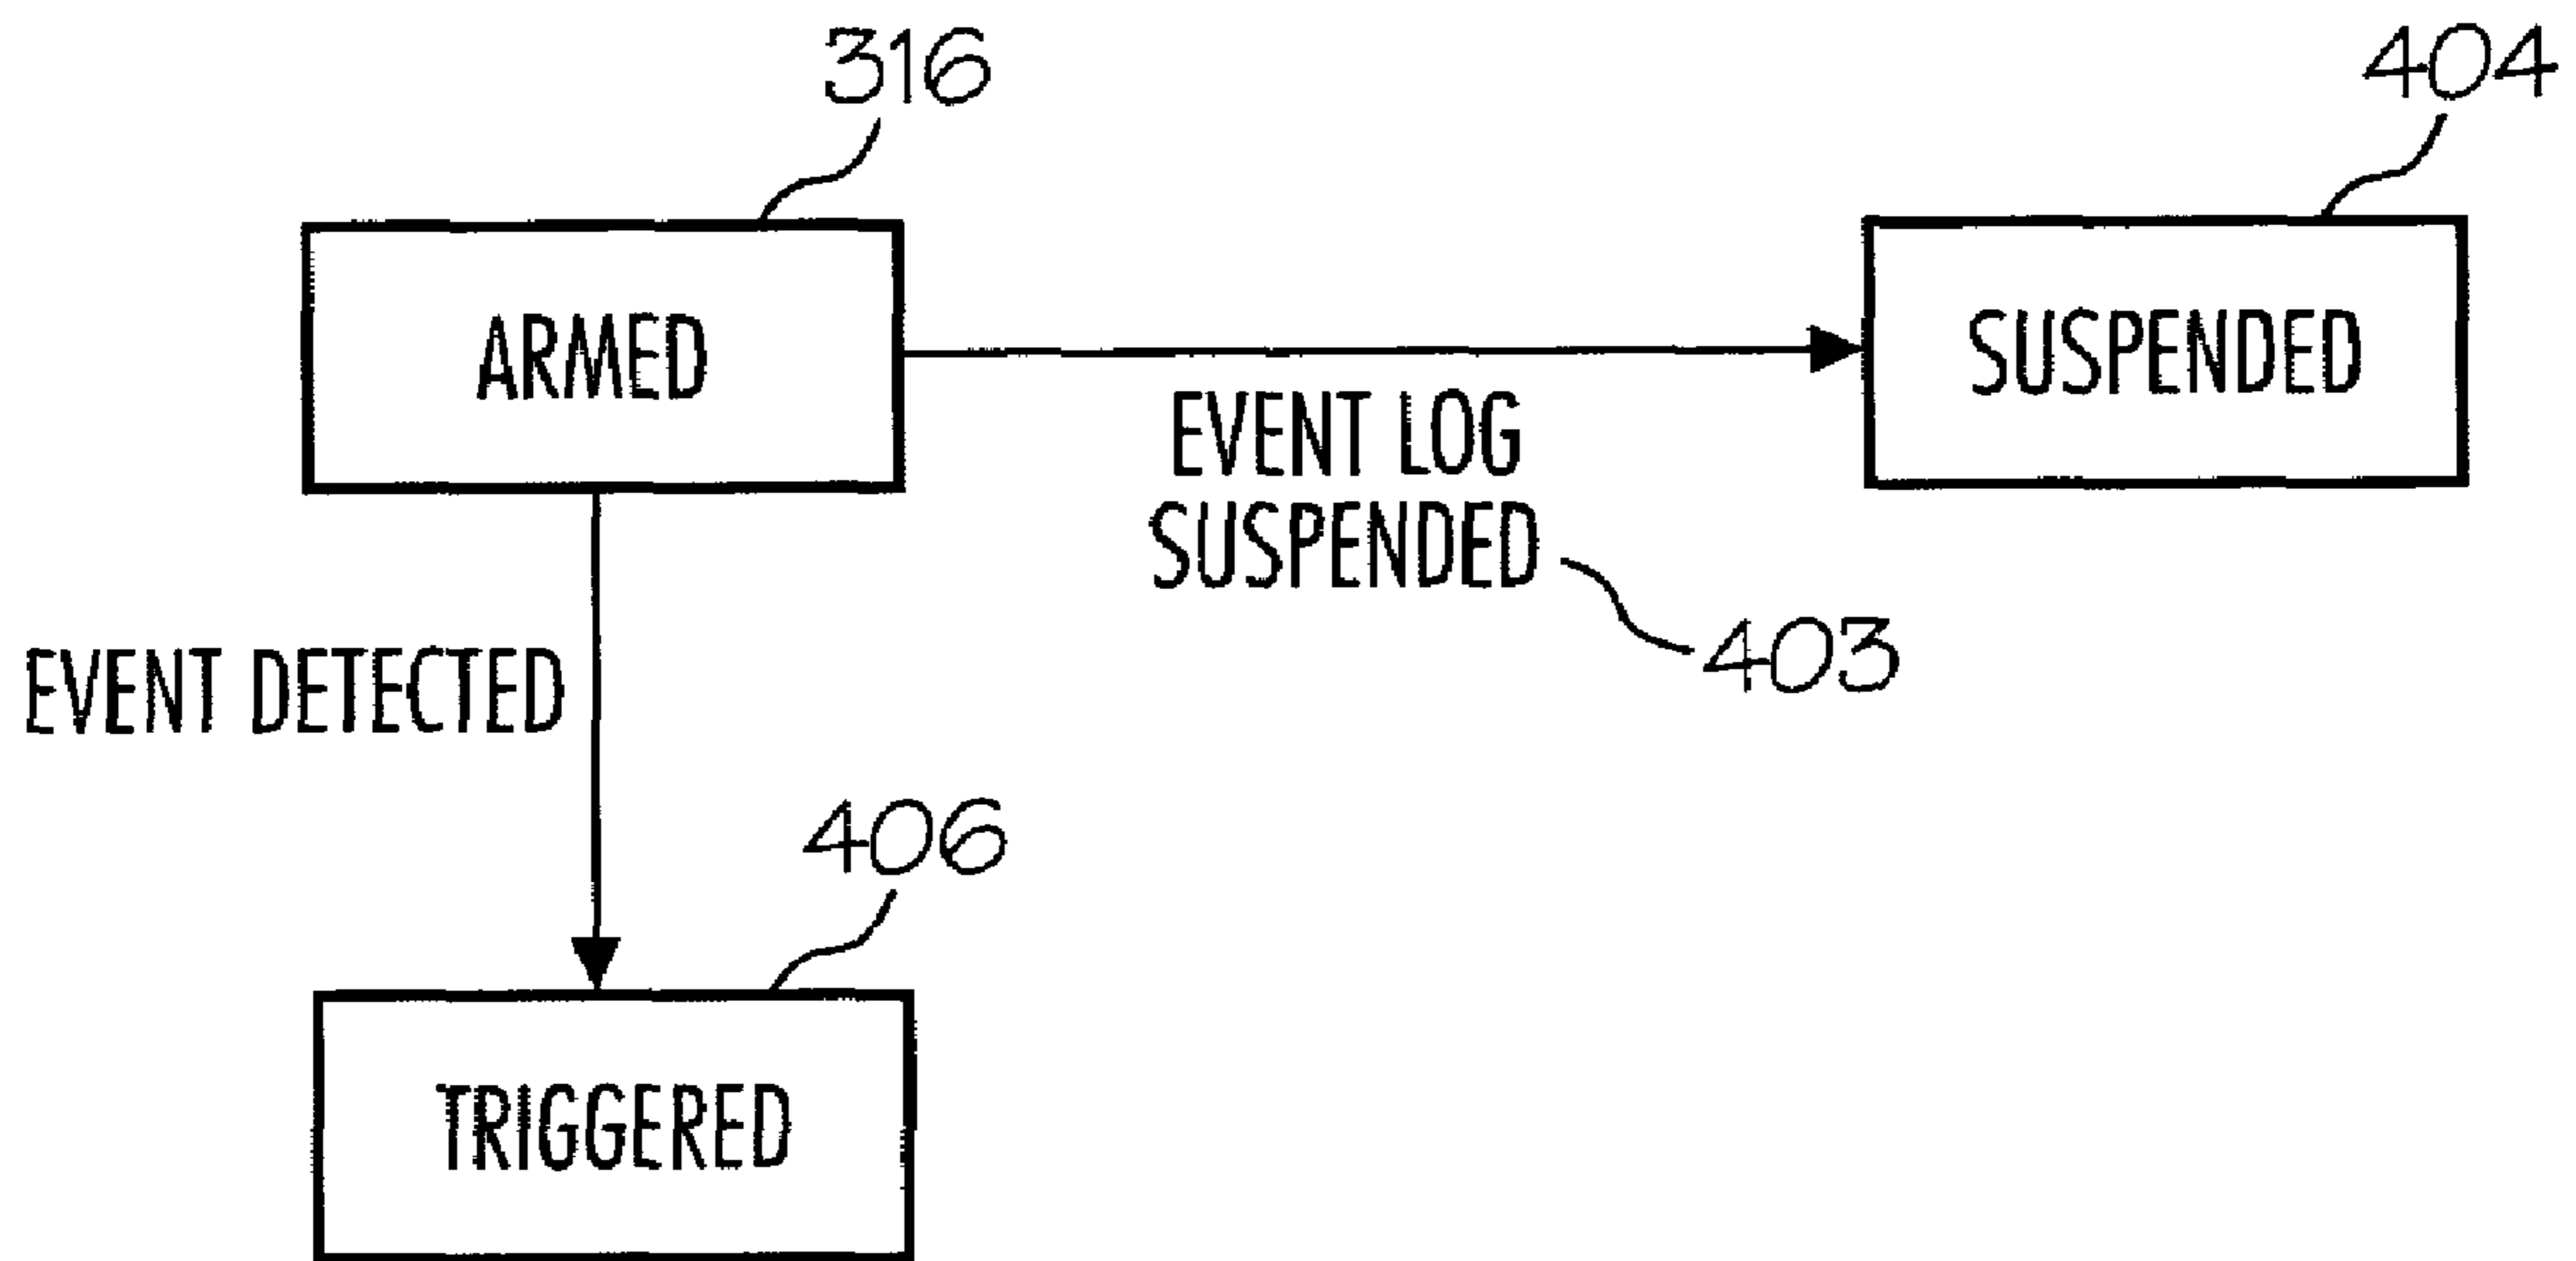 316
404
ARMED
SUSPENDED
EVENT LOG
SUSPENDED
403
EVENT DETECTED
406
TRIGGERED